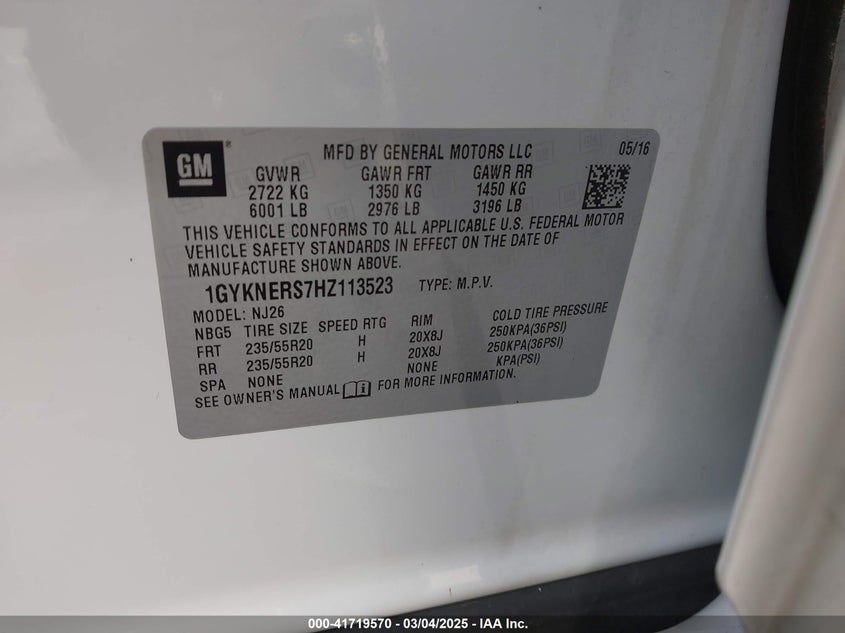 GM
MFD BY GENERAL MOTORS LLC 05/16
GVWR GAWR FRT GAWR RR
2722 KG 1350 KG 1450 KG
6001 LB 2976 LB 3196 LB
THIS VEHICLE CONFORMS TO ALL APPLICABLE U.S. FEDERAL MOTOR
VEHICLE SAFETY STANDARDS IN EFFECT ON THE DATE OF
MANUFACTURE SHOWN ABOVE.
1GYKNERS7HZ113523 TYPE: M.P.V.
MODEL: NJ26
NBG5 TIRE SIZE SPEED RTG RIM COLD TIRE PRESSURE
FRT 235/55R20 H 20X8J 250KPA(36PSI)
RR 235/55R20 H 20X8J 250KPA(36PSI)
SPA NONE NONE KPA(PSI)
SEE OWNER'S MANUAL FOR MORE INFORMATION.
000-41719570 — 03/04/2025 — IAA Inc.